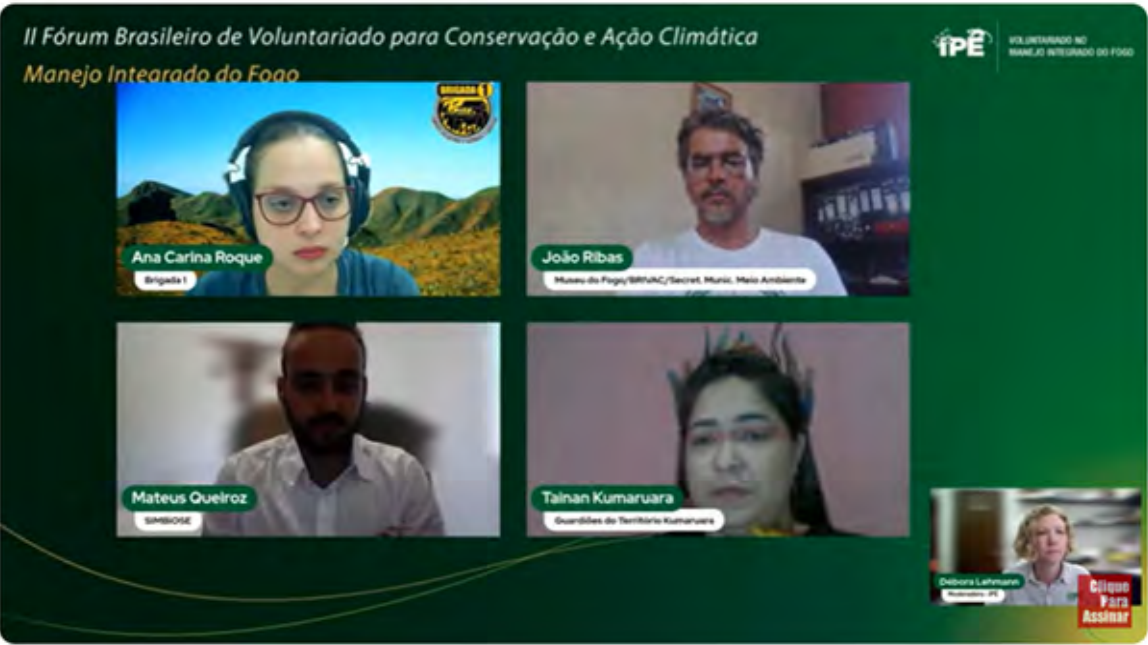 II Fórum Brasileiro de Voluntariado para Conservação e Ação Climática
Manejo Integrado do Fogo
IPÊ
VOLUNTARIADO NO
MANEJO INTEGRADO DO FOGO
BRIGADA 1
Ana Carina Roque
Brigada 1
João Ribas
Museu do Fogo/BRIVAC/Secret. Munic. Meio Ambiente
Mateus Queiroz
SIMBIOSE
Tainan Kumaruara
Guardiões do Território Kumaruara
Débora Lehmann
Moderadora - IPÊ
Clique
Para
Assinar